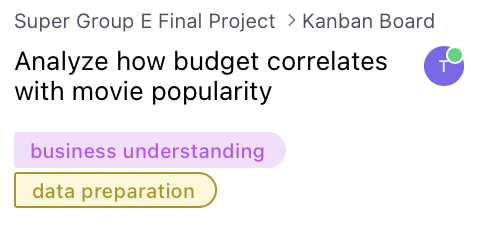 Super Group E Final Project > Kanban Board
Analyze how budget correlates
with movie popularity
T
business understanding
data preparation